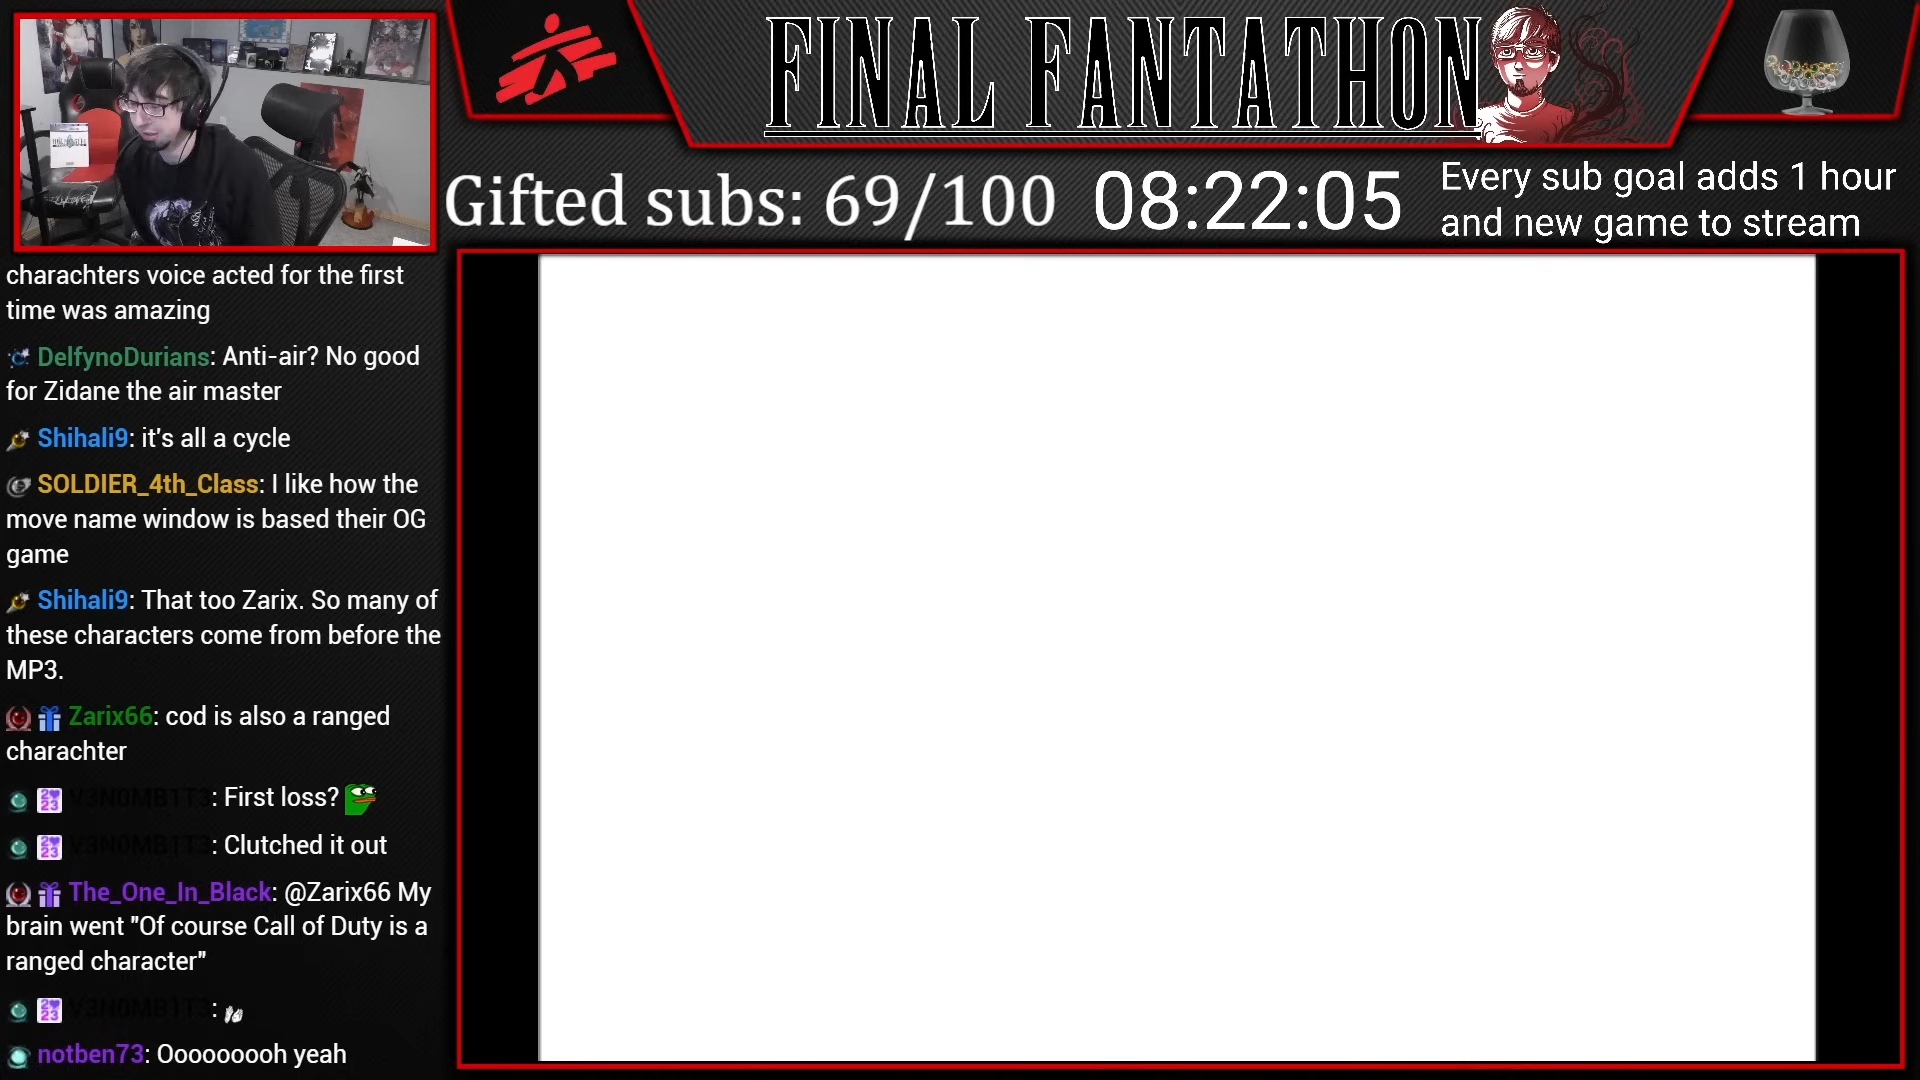 FINAL FANTATHON
Gifted subs: 69/100
08:22:05
Every sub goal adds 1 hour
and new game to stream
charachters voice acted for the first
time was amazing
DelfynoDurians: Anti-air? No good
for Zidane the air master
Shihali9: it's all a cycle
SOLDIER_4th_Class: I like how the
move name window is based their OG
game
Shihali9: That too Zarix. So many of
these characters come from before the
MP3.
Zarix66: cod is also a ranged
charachter
V3N0MB1T3: First loss?
V3N0MB1T3: Clutched it out
The_One_In_Black: @Zarix66 My
brain went "Of course Call of Duty is a
ranged character"
V3N0MB1T3:
notben73: Ooooooooh yeah